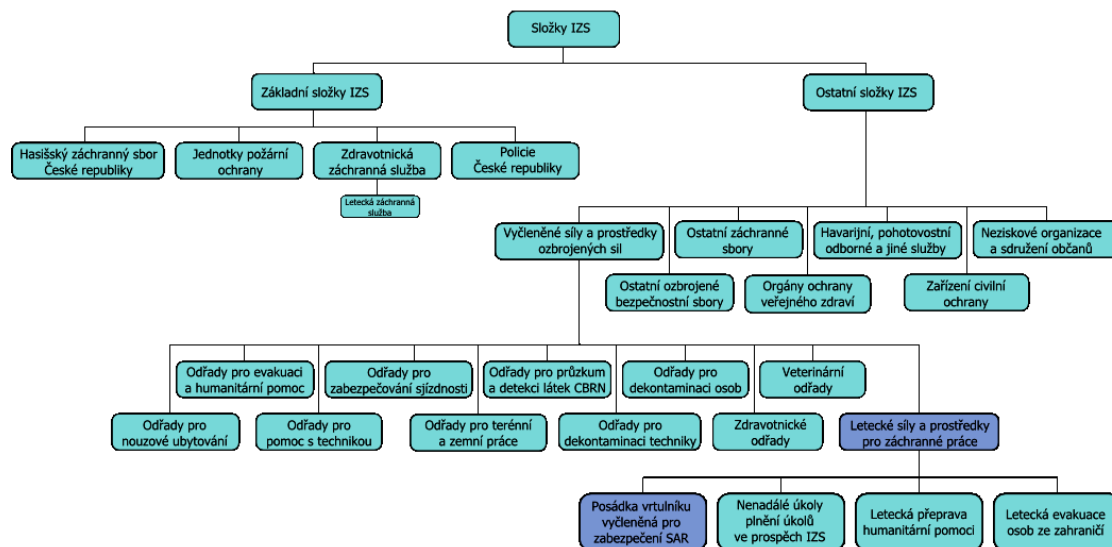 Složky IZS
Základní složky IZS
Ostatní složky IZS
Hasišský záchranný sbor
České republiky
Jednotky požární
ochrany
Zdravotnická
záchranná služba
Policie
České republiky
Letecká záchranná
služba
Vyčleněné síly a prostředky
ozbrojených sil
Ostatní záchranné
sbory
Havarijní, pohotovostní
odborné a jiné služby
Neziskové organizace
a sdružení občanů
Ostatní ozbrojené
bezpečnostní sbory
Orgány ochrany
veřejného zdraví
Zařízení civilní
ochrany
Odřady pro evakuaci
a humanitární pomoc
Odřady pro
zabezpečování sjízdnosti
Odřady pro průzkum
a detekci látek CBRN
Odřady pro
dekontaminaci osob
Veterinární
odřady
Odřady pro
nouzové ubytování
Odřady pro
pomoc s technikou
Odřady pro terénní
a zemní práce
Odřady pro
dekontaminaci techniky
Zdravotnické
odřady
Letecké síly a prostředky
pro záchranné práce
Posádka vrtulníku
vyčleněná pro
zabezpečení SAR
Nenadálé úkoly
plnění úkolů
ve prospěch IZS
Letecká přeprava
humanitární pomoci
Letecká evakuace
osob ze zahraničí